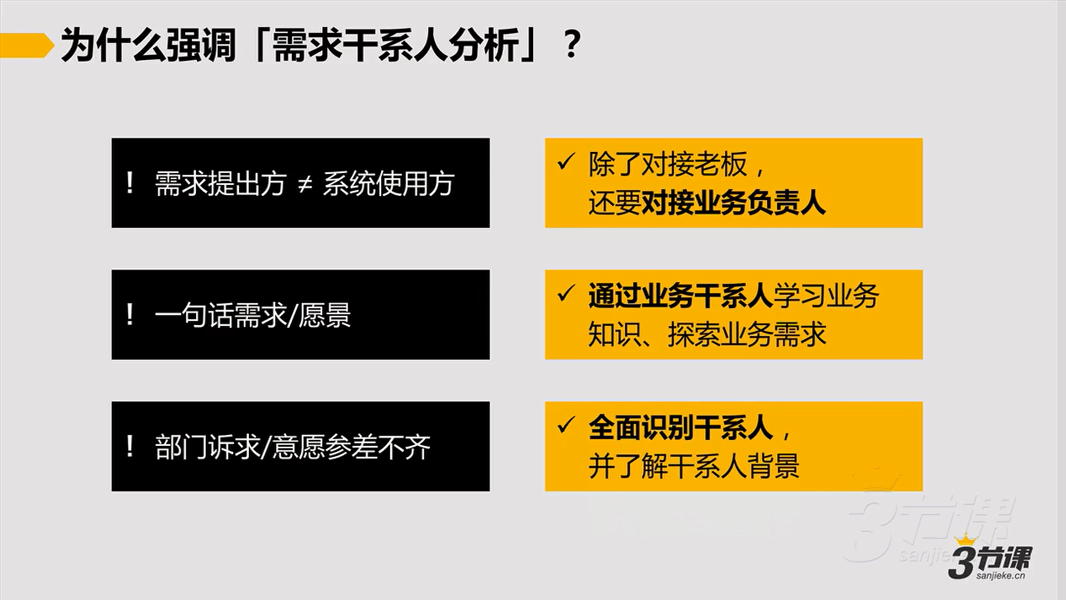 为什么强调「需求干系人分析」？
！ 需求提出方 ≠ 系统使用方
✓ 除了对接老板，
还要对接业务负责人
！ 一句话需求/愿景
✓ 通过业务干系人学习业务
知识、探索业务需求
！ 部门诉求/意愿参差不齐
✓ 全面识别干系人，
并了解干系人背景
3节课
sanjie
3节课
sanjieke.cn